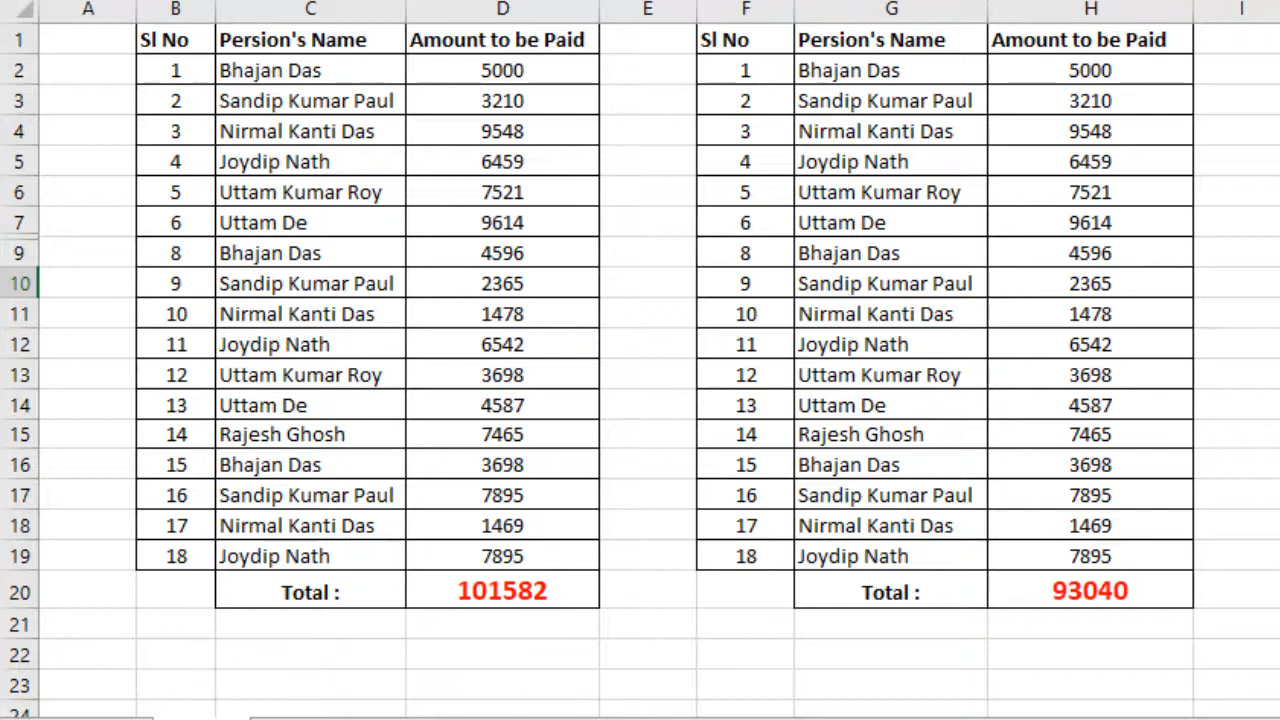 A B C D E F G H I
1 Sl No Persion's Name Amount to be Paid Sl No Persion's Name Amount to be Paid
2 1 Bhajan Das 5000 1 Bhajan Das 5000
3 2 Sandip Kumar Paul 3210 2 Sandip Kumar Paul 3210
4 3 Nirmal Kanti Das 9548 3 Nirmal Kanti Das 9548
5 4 Joydip Nath 6459 4 Joydip Nath 6459
6 5 Uttam Kumar Roy 7521 5 Uttam Kumar Roy 7521
7 6 Uttam De 9614 6 Uttam De 9614
9 8 Bhajan Das 4596 8 Bhajan Das 4596
10 9 Sandip Kumar Paul 2365 9 Sandip Kumar Paul 2365
11 10 Nirmal Kanti Das 1478 10 Nirmal Kanti Das 1478
12 11 Joydip Nath 6542 11 Joydip Nath 6542
13 12 Uttam Kumar Roy 3698 12 Uttam Kumar Roy 3698
14 13 Uttam De 4587 13 Uttam De 4587
15 14 Rajesh Ghosh 7465 14 Rajesh Ghosh 7465
16 15 Bhajan Das 3698 15 Bhajan Das 3698
17 16 Sandip Kumar Paul 7895 16 Sandip Kumar Paul 7895
18 17 Nirmal Kanti Das 1469 17 Nirmal Kanti Das 1469
19 18 Joydip Nath 7895 18 Joydip Nath 7895
20 Total : 101582 Total : 93040
21
22
23
24